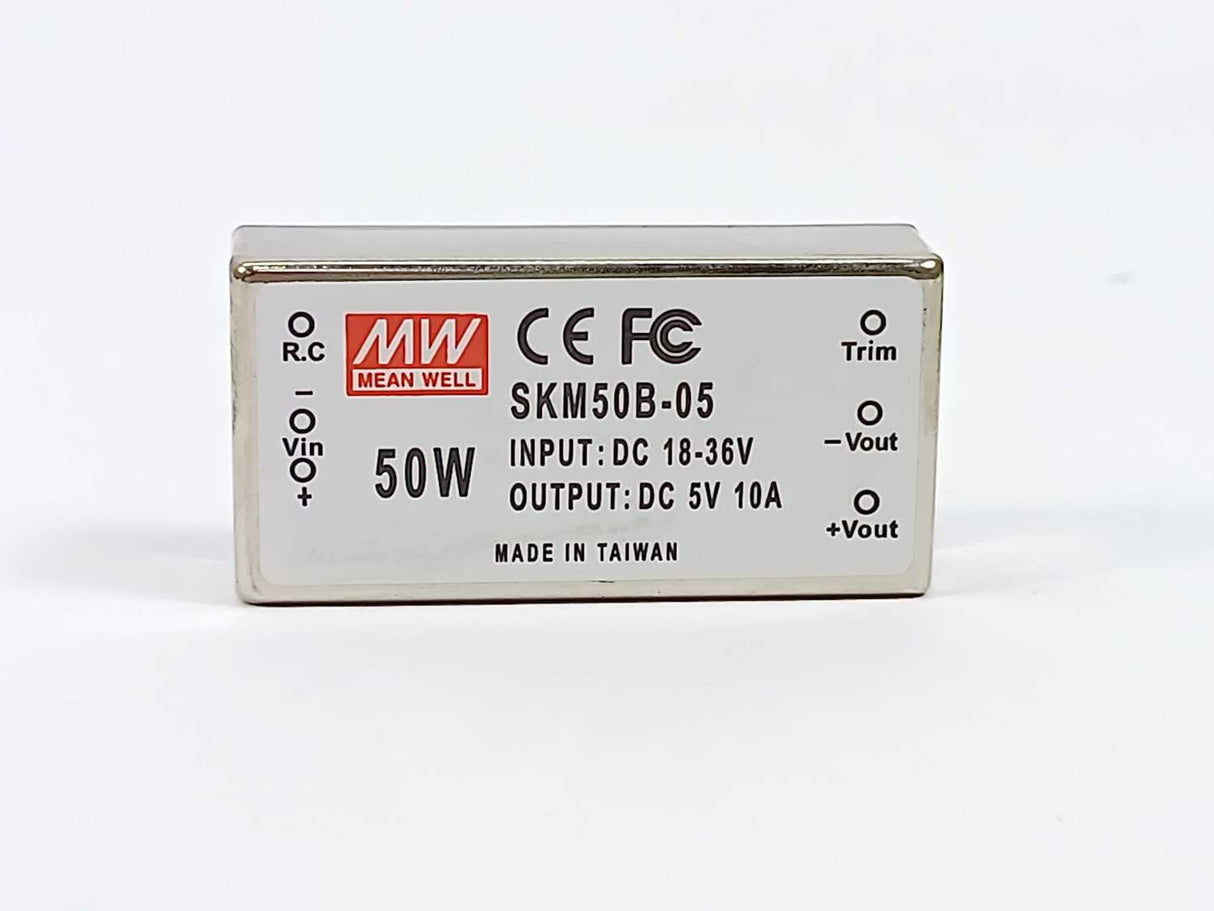 R.C
−
Vin
+
MW
MEAN WELL
50W
CE FC
SKM50B-05
INPUT: DC 18-36V
OUTPUT: DC 5V 10A
MADE IN TAIWAN
Trim
−Vout
+Vout